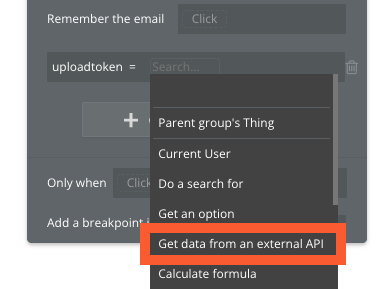 Remember the email
Click
uploadtoken =
Search...
Parent group's Thing
Current User
Do a search for
Only when
Click
Get an option
Add a breakpoint i
Get data from an external API
Calculate formula